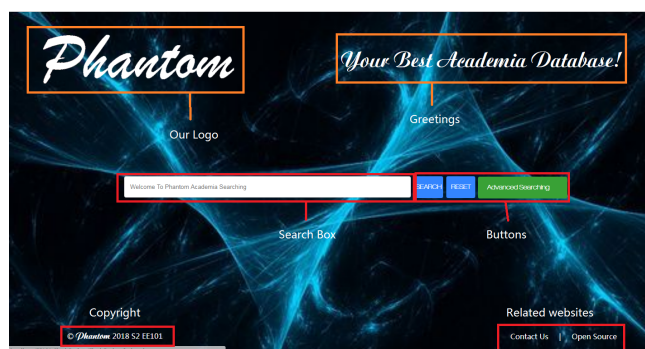 Phantom
Your Best Academia Database!
Greetings
Our Logo
Welcome To Phantom Academia Searching
SEARCH RESET Advanced Searching
Search Box
Buttons
Copyright
Related websites
© Phantom 2018 S2 EE101
Contact Us | Open Source